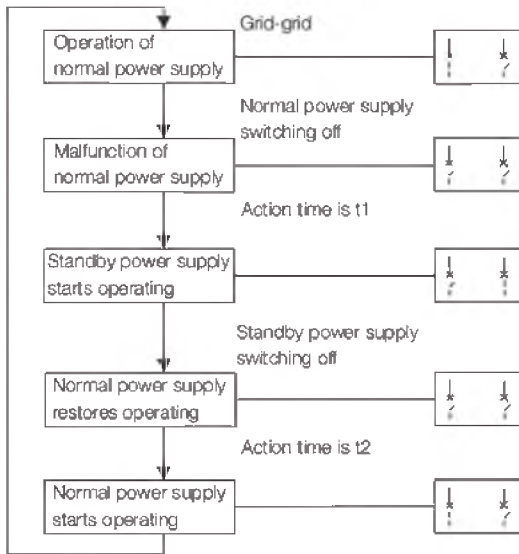 Grid-grid
Operation of
normal power supply
Normal power supply
switching off
Malfunction of
normal power supply
Action time is t1
Standby power supply
starts operating
Standby power supply
switching off
Normal power supply
restores operating
Action time is t2
Normal power supply
starts operating